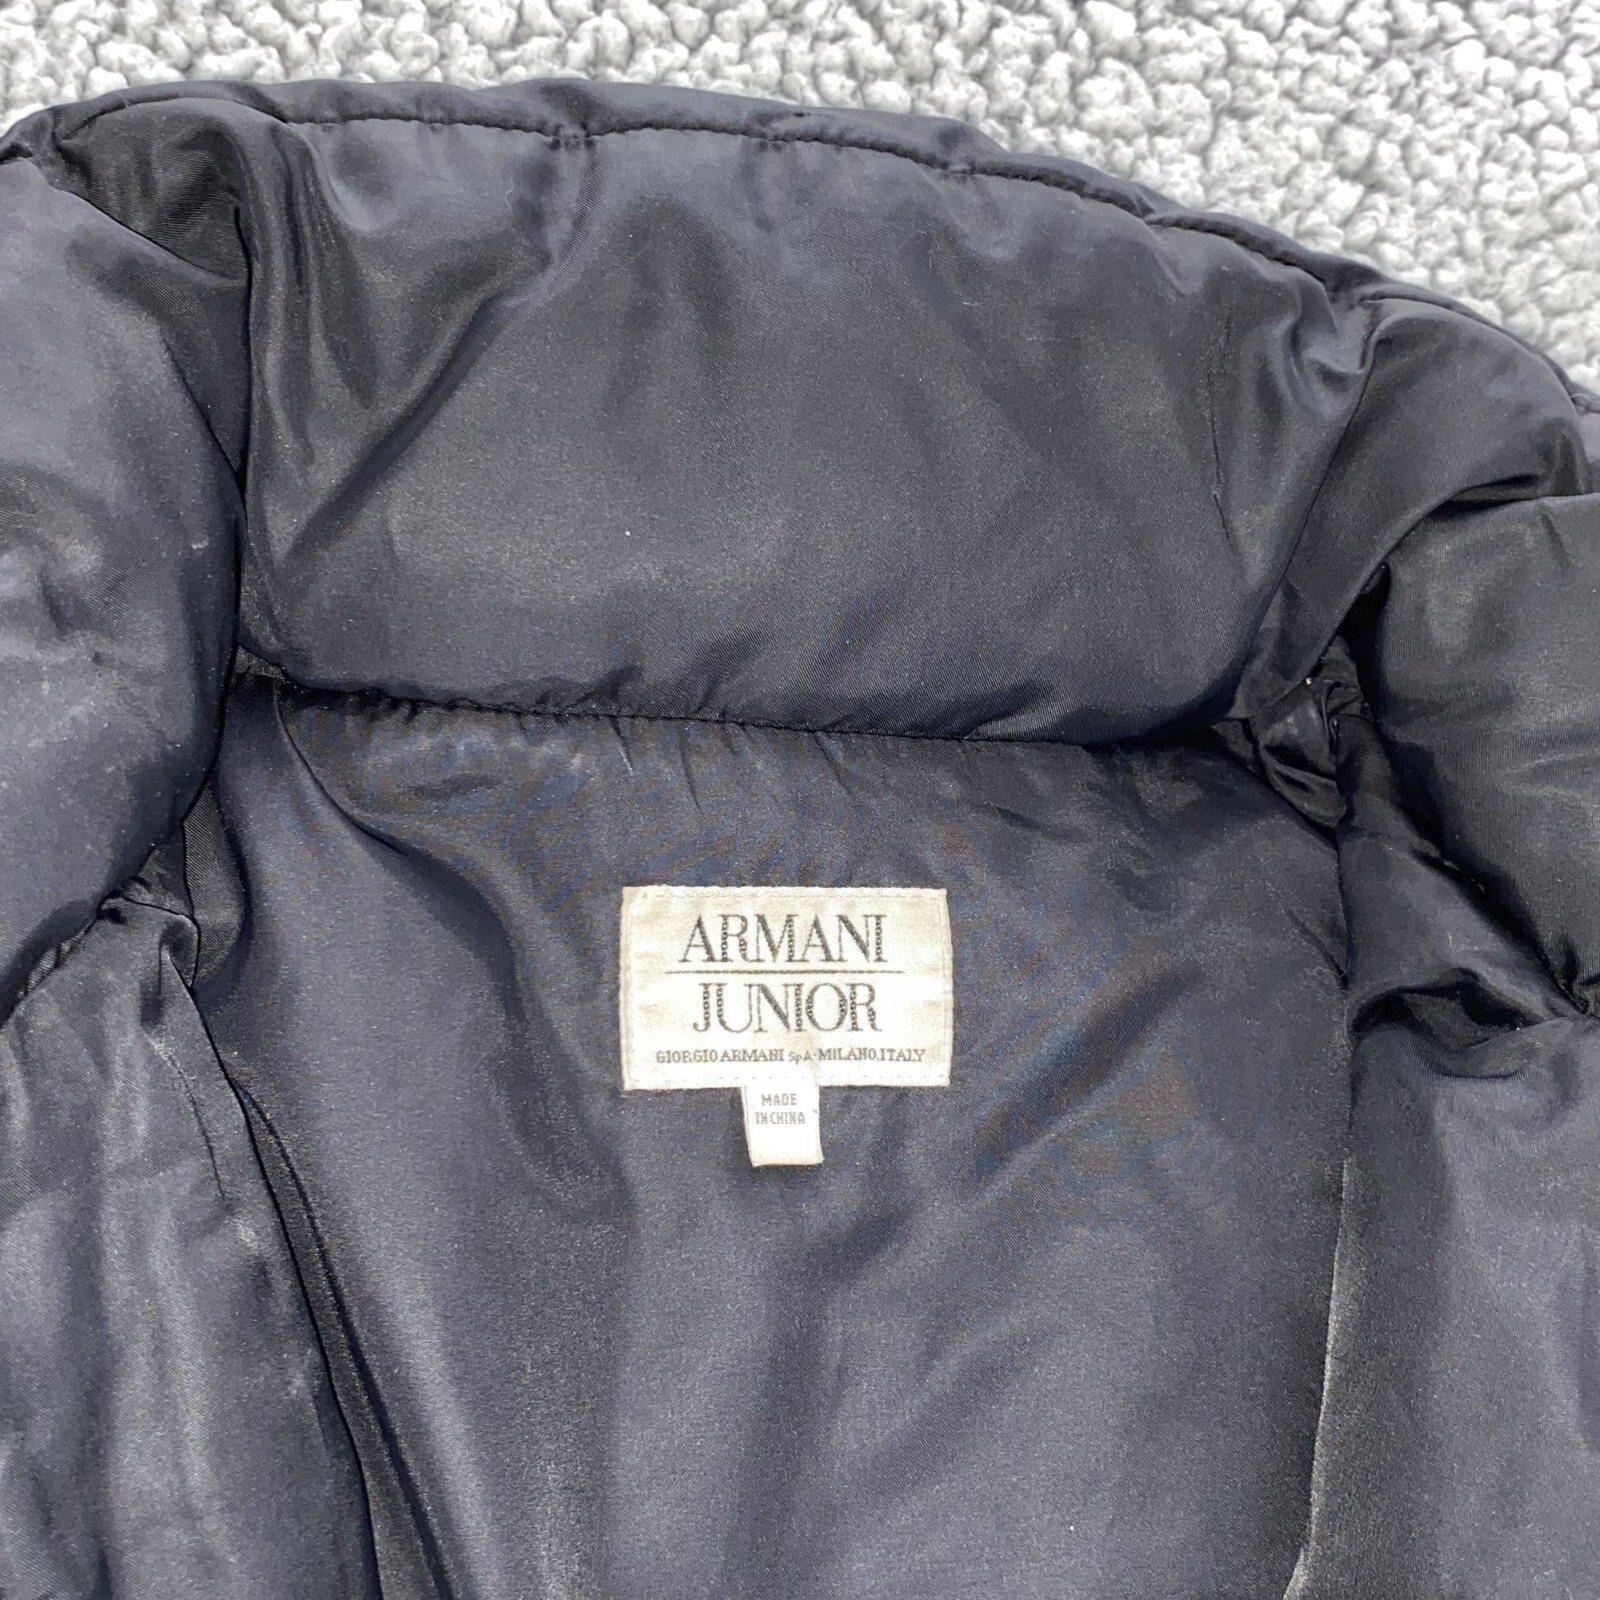 ARMANI
JUNIOR
GIORGIO ARMANI SpA-MILANO, ITALY
MADE
IN CHINA